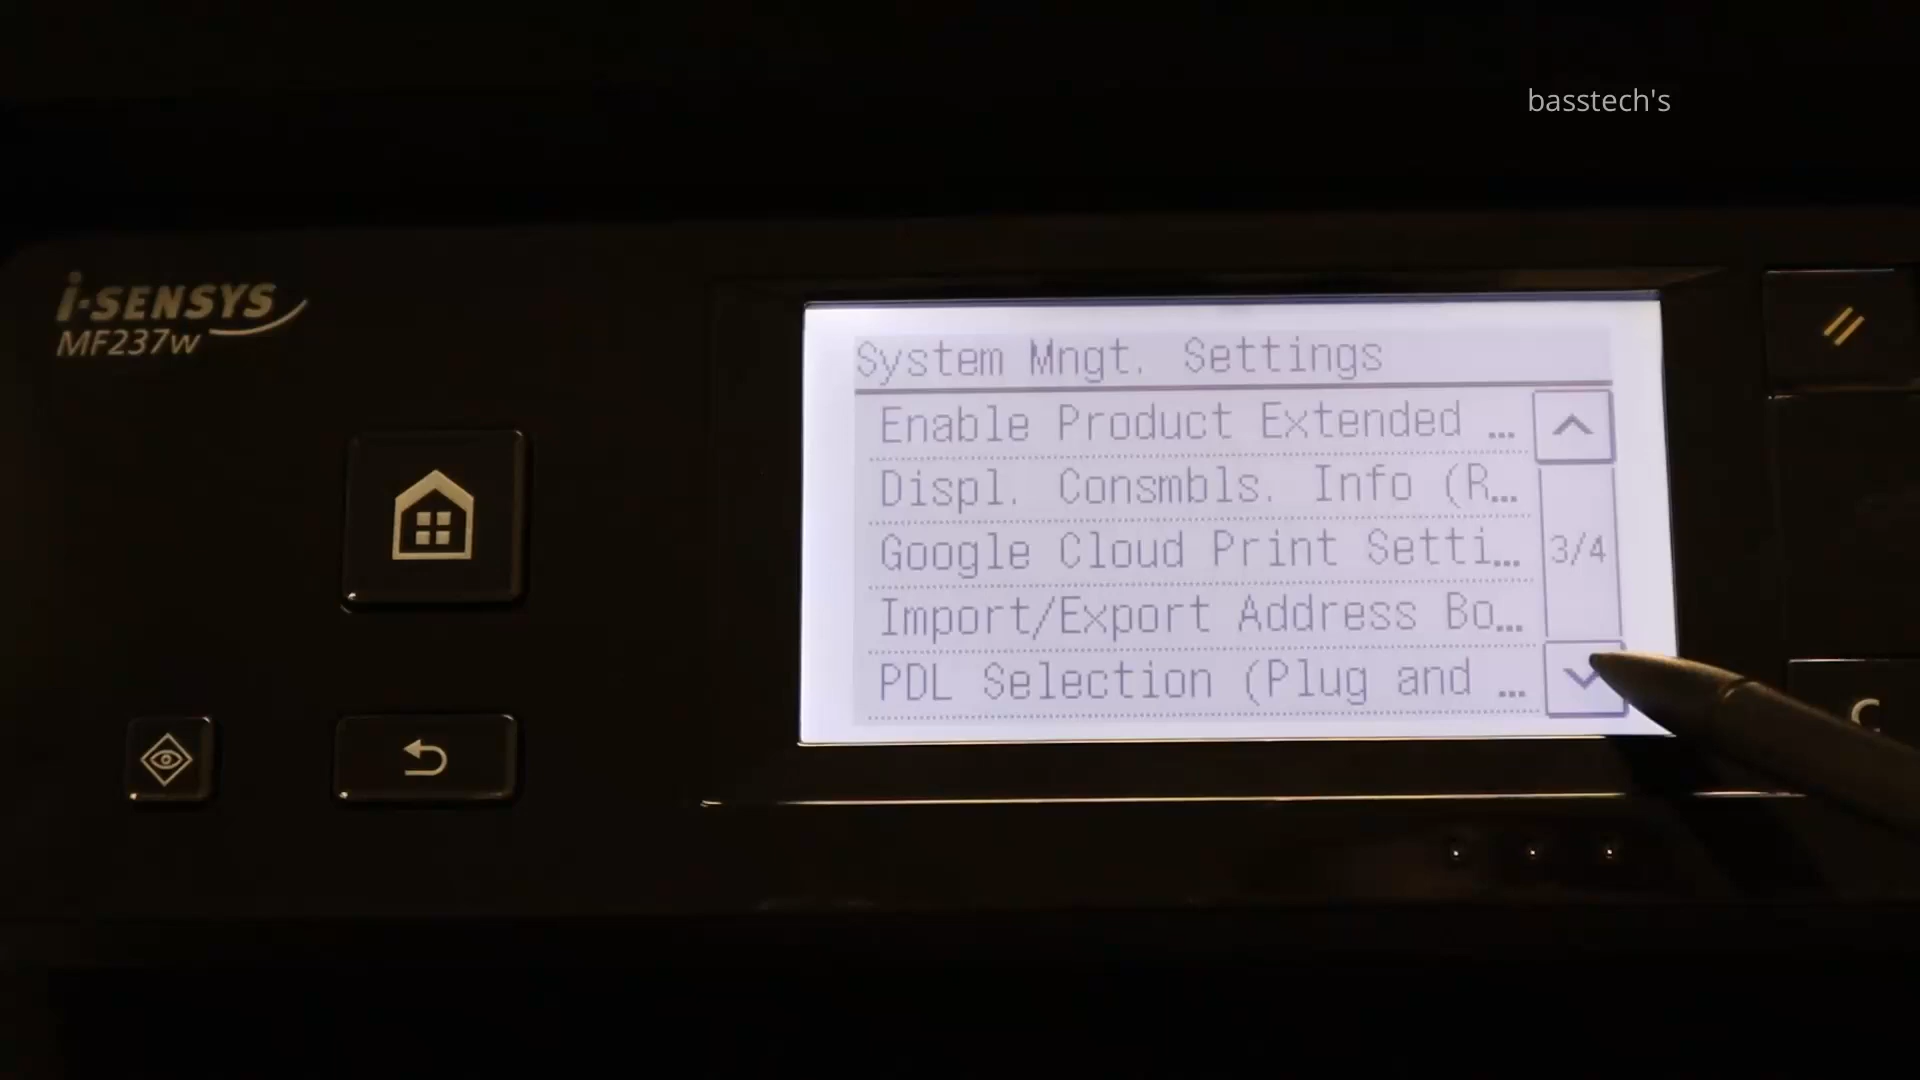 basstech's
i-SENSYS
MF237w
System Mngt. Settings
Enable Product Extended ...
Displ. Consmbls. Info (R...
Google Cloud Print Setti...
3/4
Import/Export Address Bo...
PDL Selection (Plug and ...
C